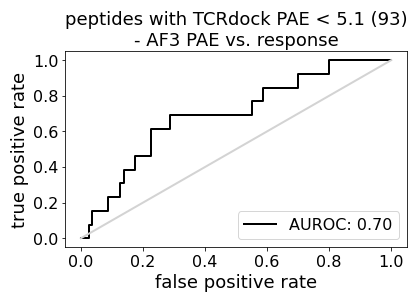 peptides with TCRdock PAE < 5.1 (93)
- AF3 PAE vs. response
true positive rate
1.0
0.8
0.6
0.4
0.2
0.0
AUROC: 0.70
0.0 0.2 0.4 0.6 0.8 1.0
false positive rate